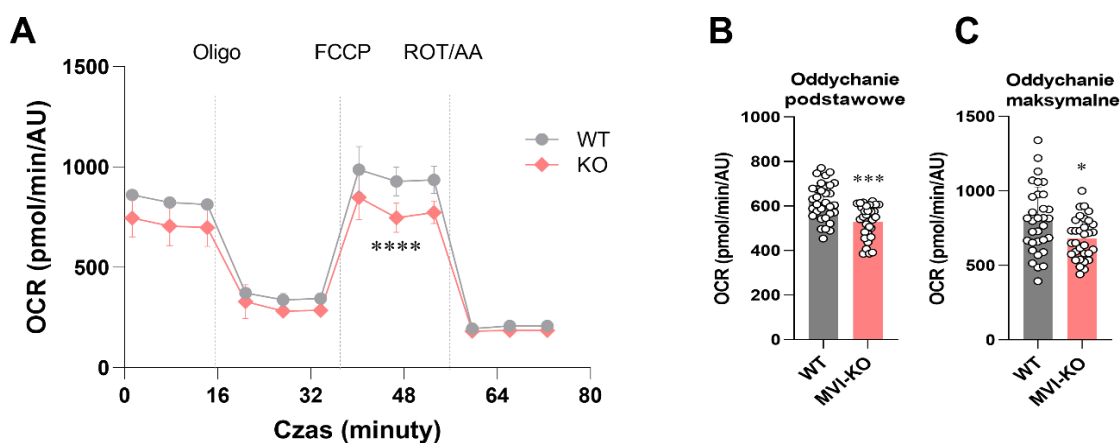 A
Oligo
FCCP
ROT/AA
1500
1000
500
0
OCR (pmol/min/AU)
0
16
32
48
64
80
Czas (minuty)
WT
KO
****
B
Oddychanie
podstawowe
1000
800
600
400
200
0
OCR (pmol/min/AU)
***
WT
MVI-KO
C
Oddychanie
maksymalne
1500
1000
500
0
OCR (pmol/min/AU)
*
WT
MVI-KO